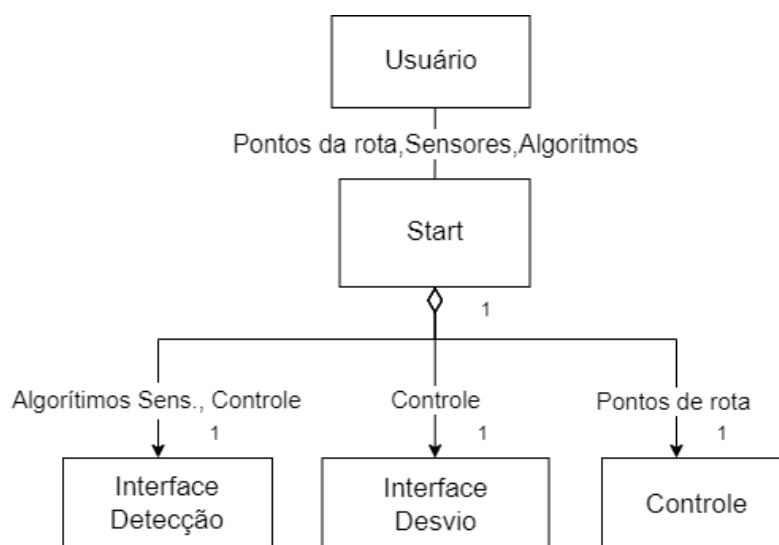 Usuário
Pontos da rota,Sensores,Algoritmos
Start
1
Algorítimos Sens., Controle
Controle
Pontos de rota
1
1
1
Interface
Detecção
Interface
Desvio
Controle